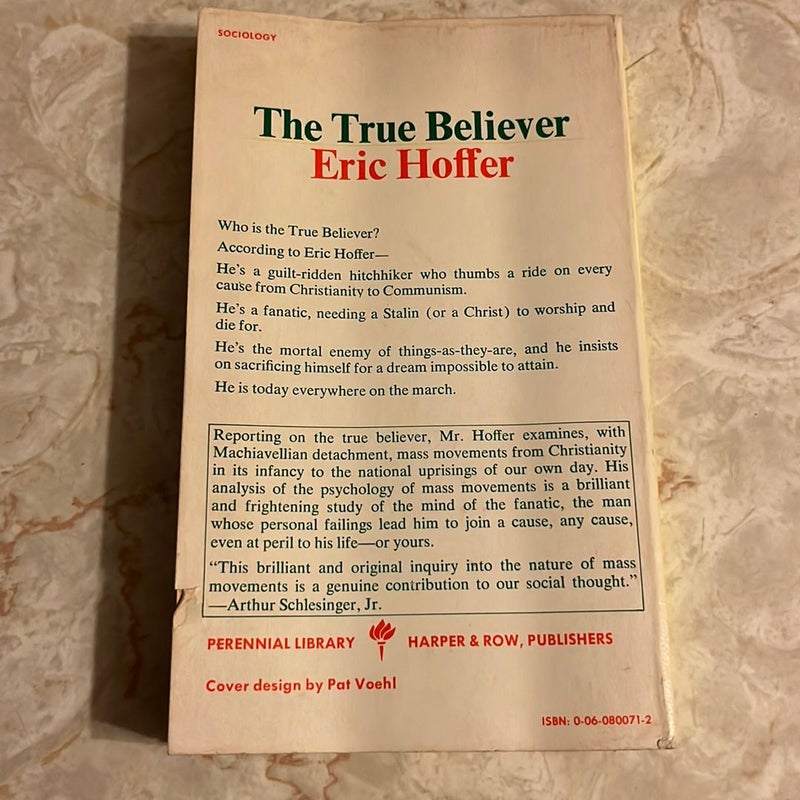 SOCIOLOGY
The True Believer
Eric Hoffer
Who is the True Believer?
According to Eric Hoffer—
He's a guilt-ridden hitchhiker who thumbs a ride on every
cause from Christianity to Communism.
He's a fanatic, needing a Stalin (or a Christ) to worship and
die for.
He's the mortal enemy of things-as-they-are, and he insists
on sacrificing himself for a dream impossible to attain.
He is today everywhere on the march.
Reporting on the true believer, Mr. Hoffer examines, with
Machiavellian detachment, mass movements from Christianity
in its infancy to the national uprisings of our own day. His
analysis of the psychology of mass movements is a brilliant
and frightening study of the mind of the fanatic, the man
whose personal failings lead him to join a cause, any cause,
even at peril to his life—or yours.
“This brilliant and original inquiry into the nature of mass
movements is a genuine contribution to our social thought.”
—Arthur Schlesinger, Jr.
PERENNIAL LIBRARY HARPER & ROW, PUBLISHERS
Cover design by Pat Voehl
ISBN: 0-06-080071-2